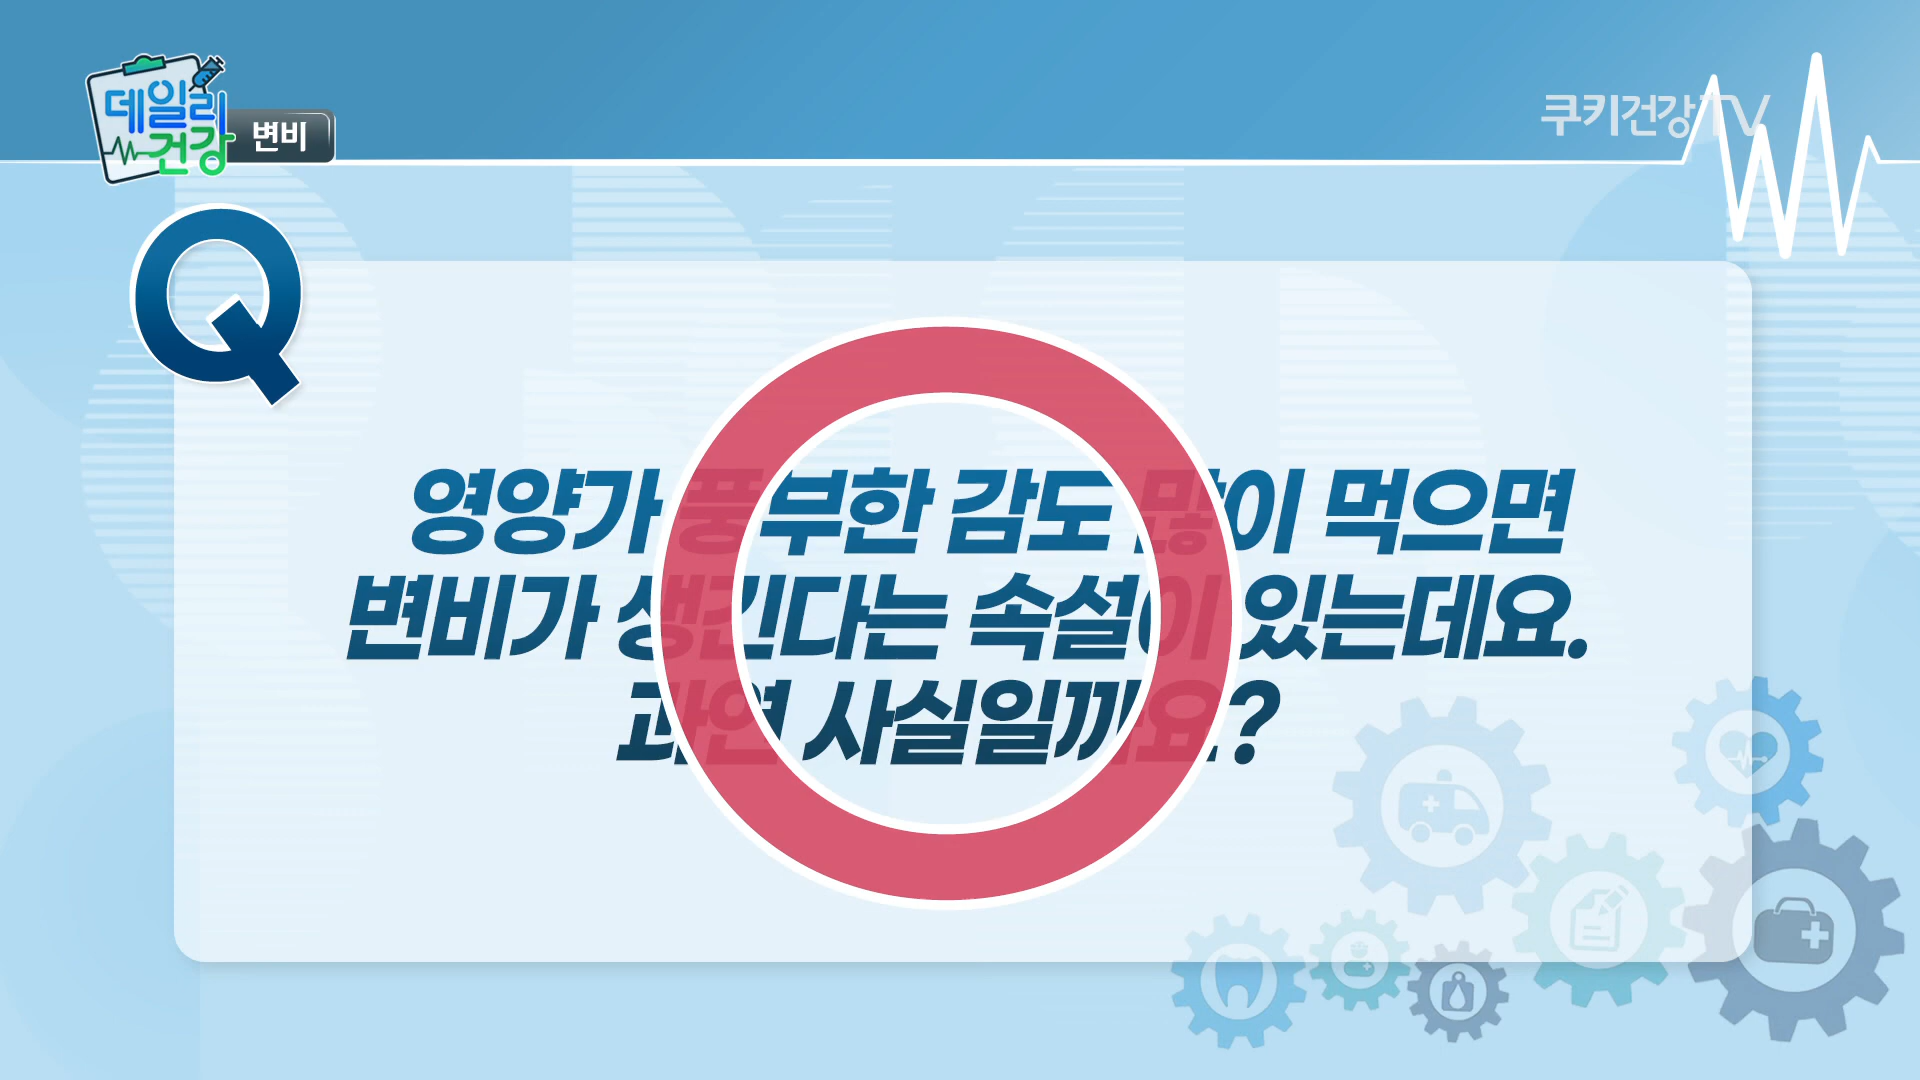 데일리
건강
변비
쿠키건강TV
Q
영양가 풍부한 감도 많이 먹으면
변비가 생긴다는 속설이 있는데요.
과연 사실일까요?